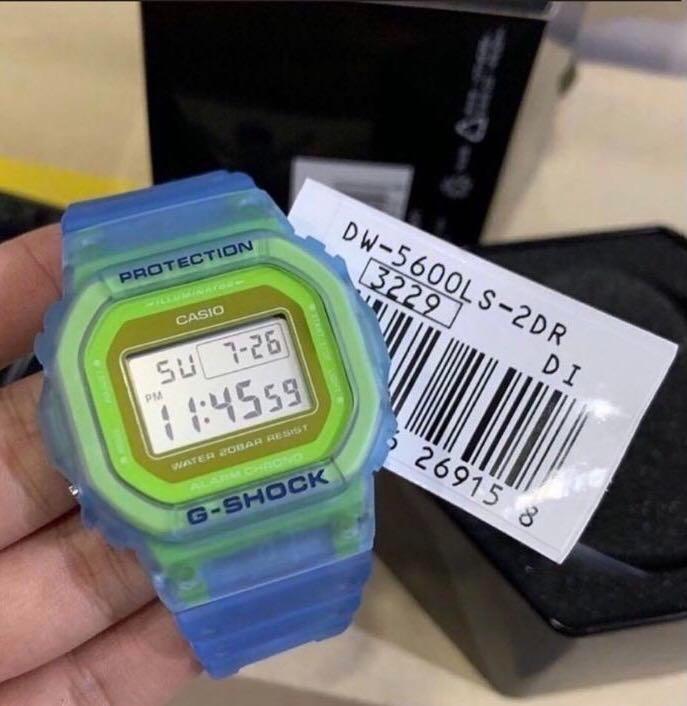 PROTECTION
ILLUMINATOR
CASIO
SU 7-26
PM
11:45 59
WATER 20BAR RESIST
ALARM CHRONO
G-SHOCK
DW-5600LS-2DR
3229
DI
26915 8